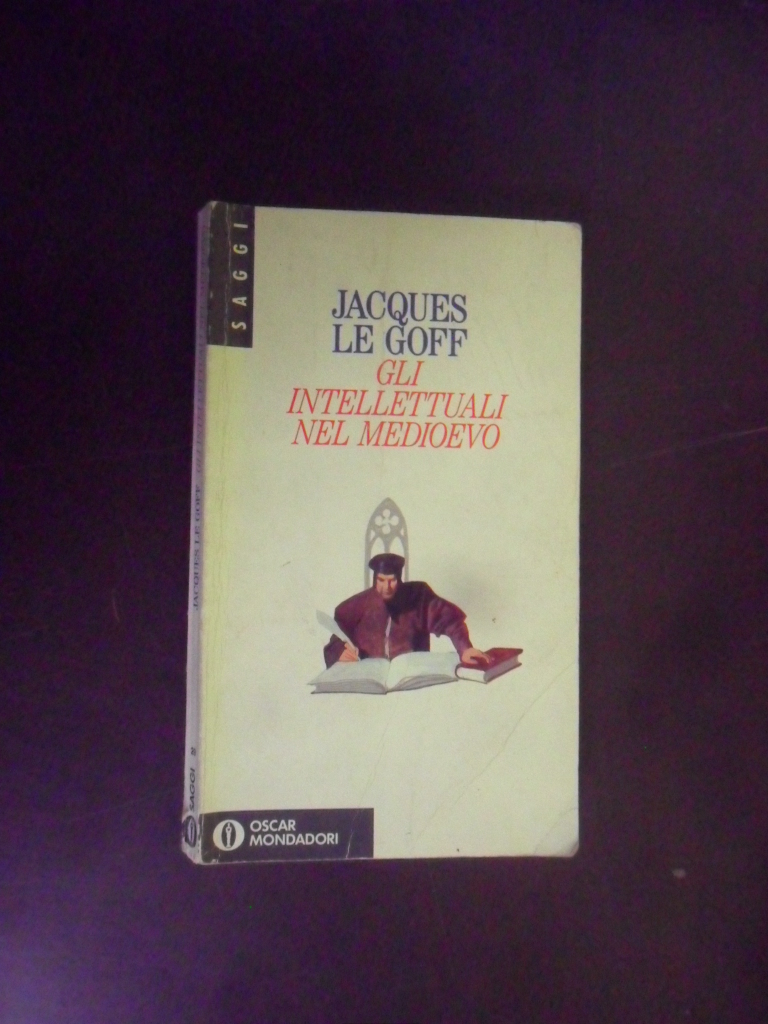 SAGGI
JACQUES
LE GOFF
GLI
INTELLETTUALI
NEL MEDIOEVO
OSCAR
MONDADORI
JACQUES LE GOFF
SAGGI